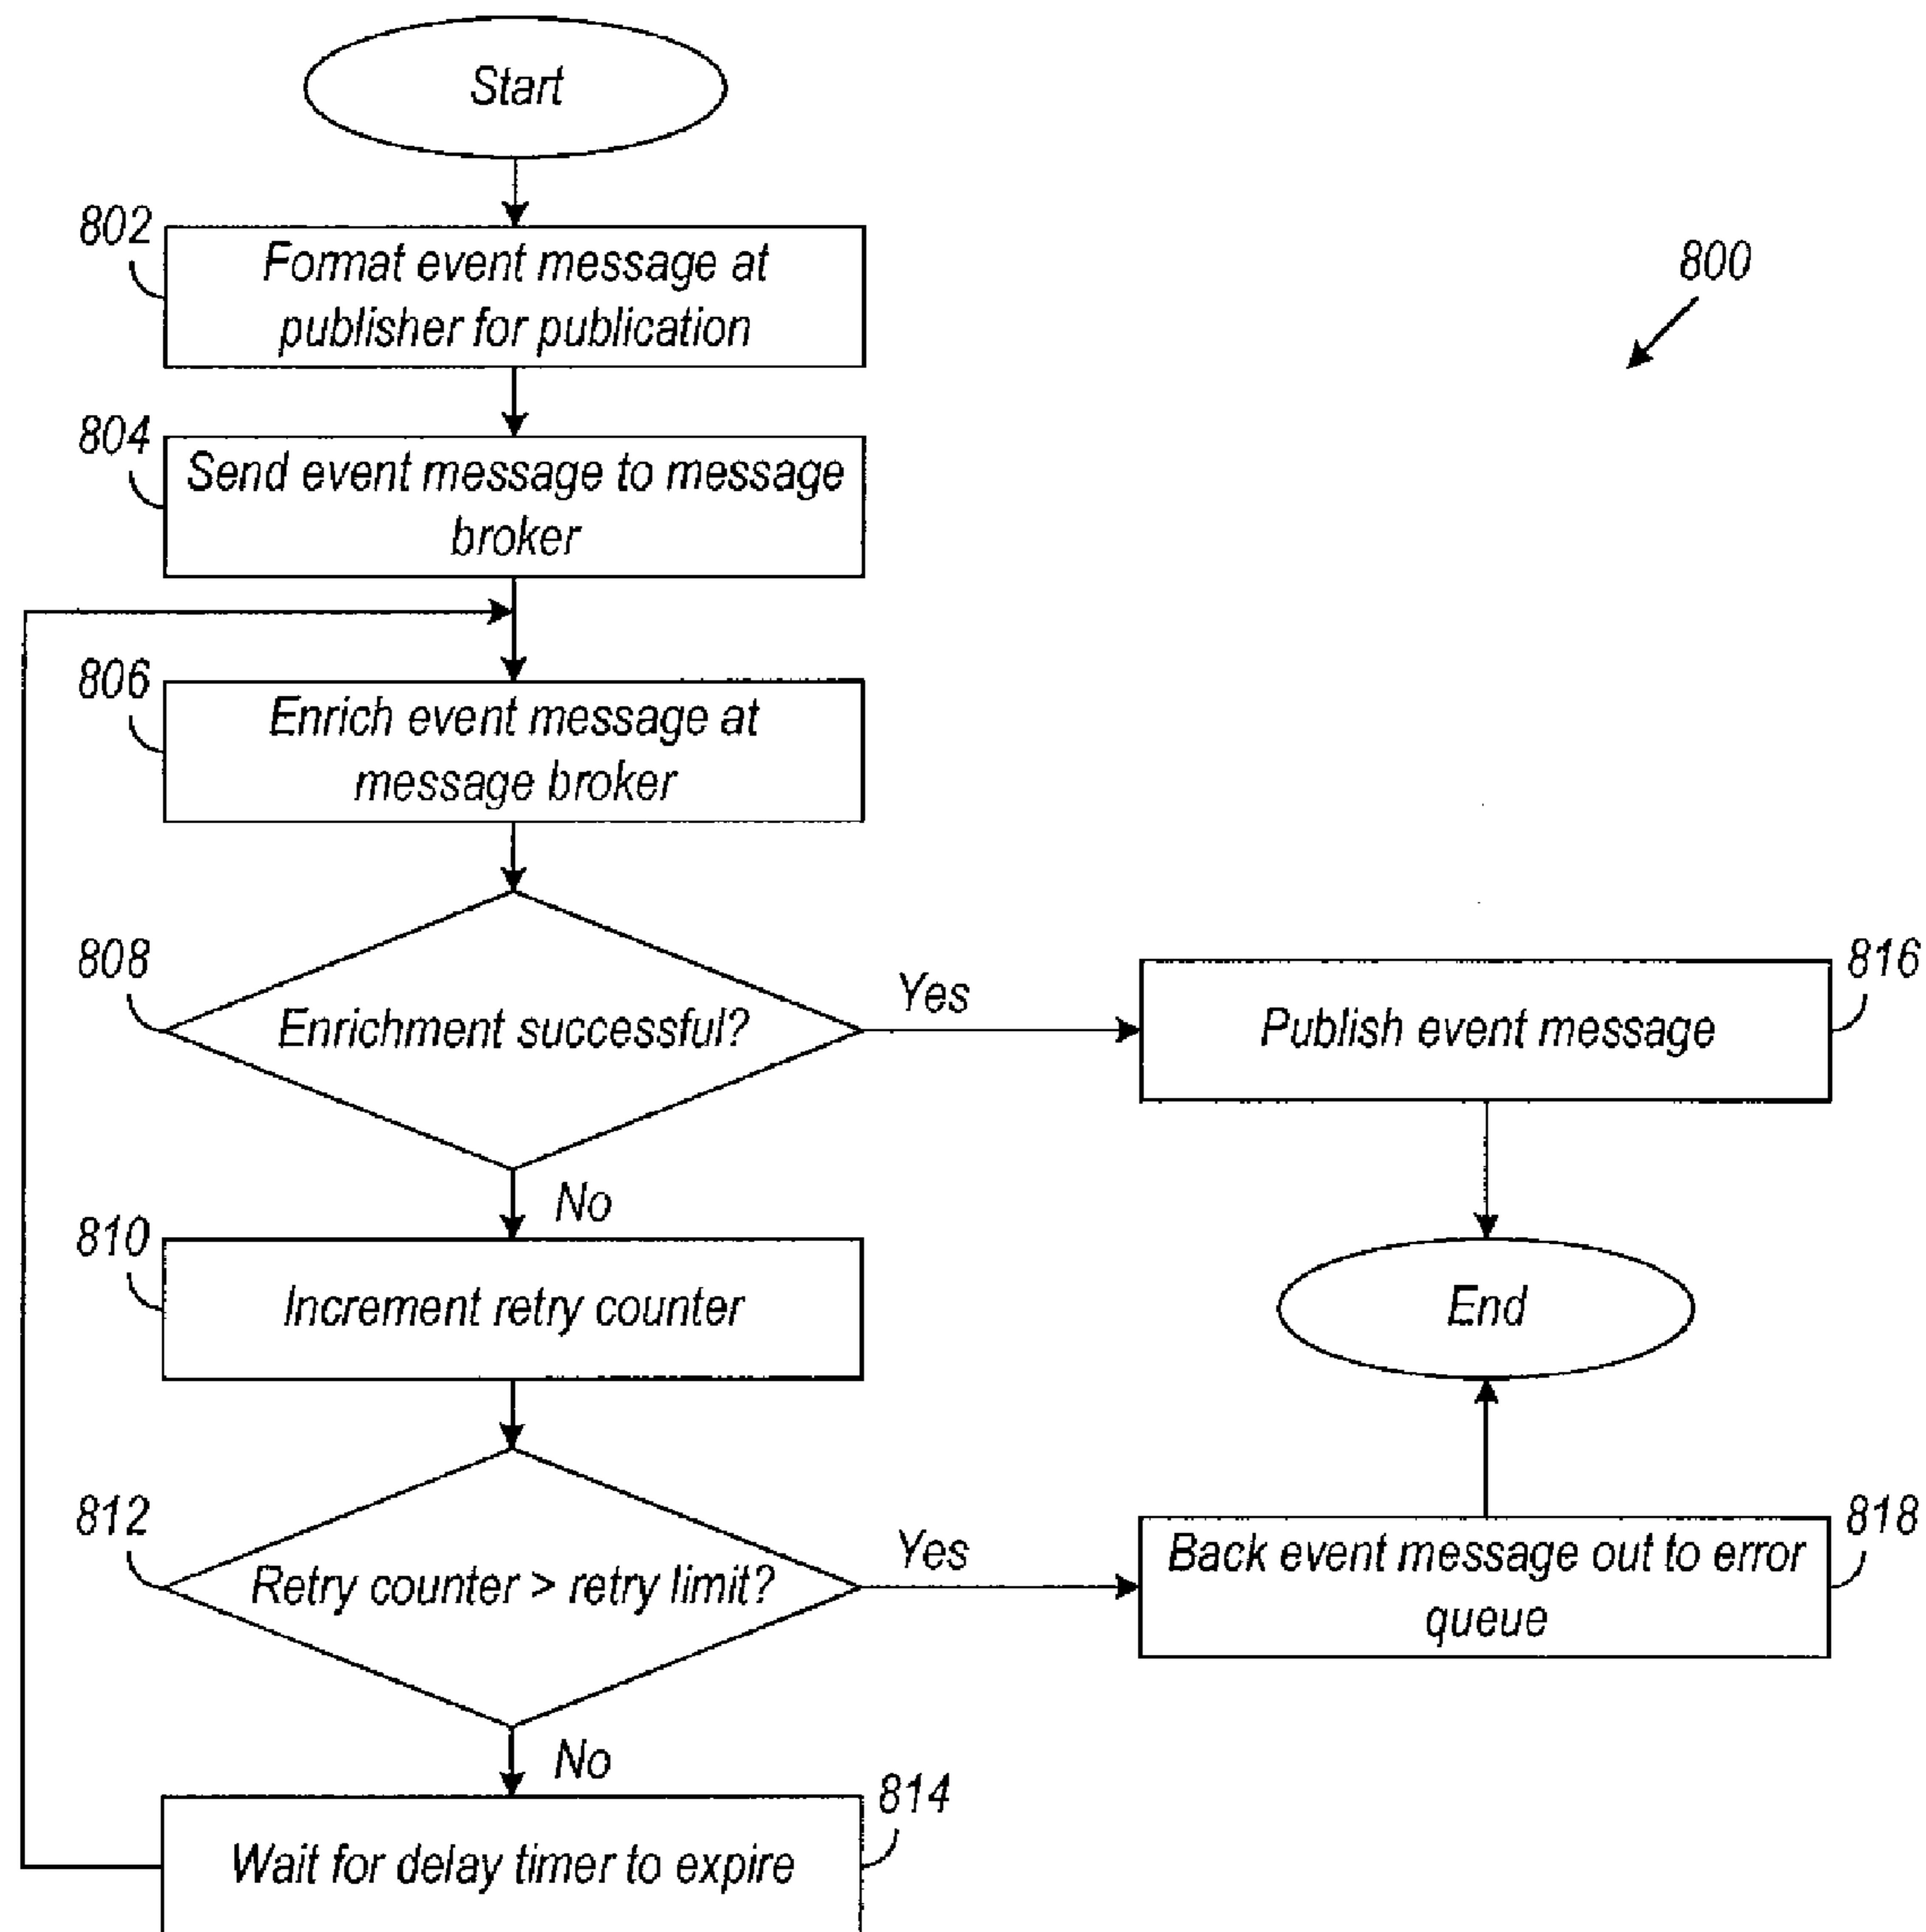 Start
802
Format event message at
publisher for publication
800
804
Send event message to message
broker
806
Enrich event message at
message broker
808
Enrichment successful?
Yes
816
Publish event message
No
810
Increment retry counter
End
812
Retry counter > retry limit?
Yes
818
Back event message out to error
queue
No
814
Wait for delay timer to expire